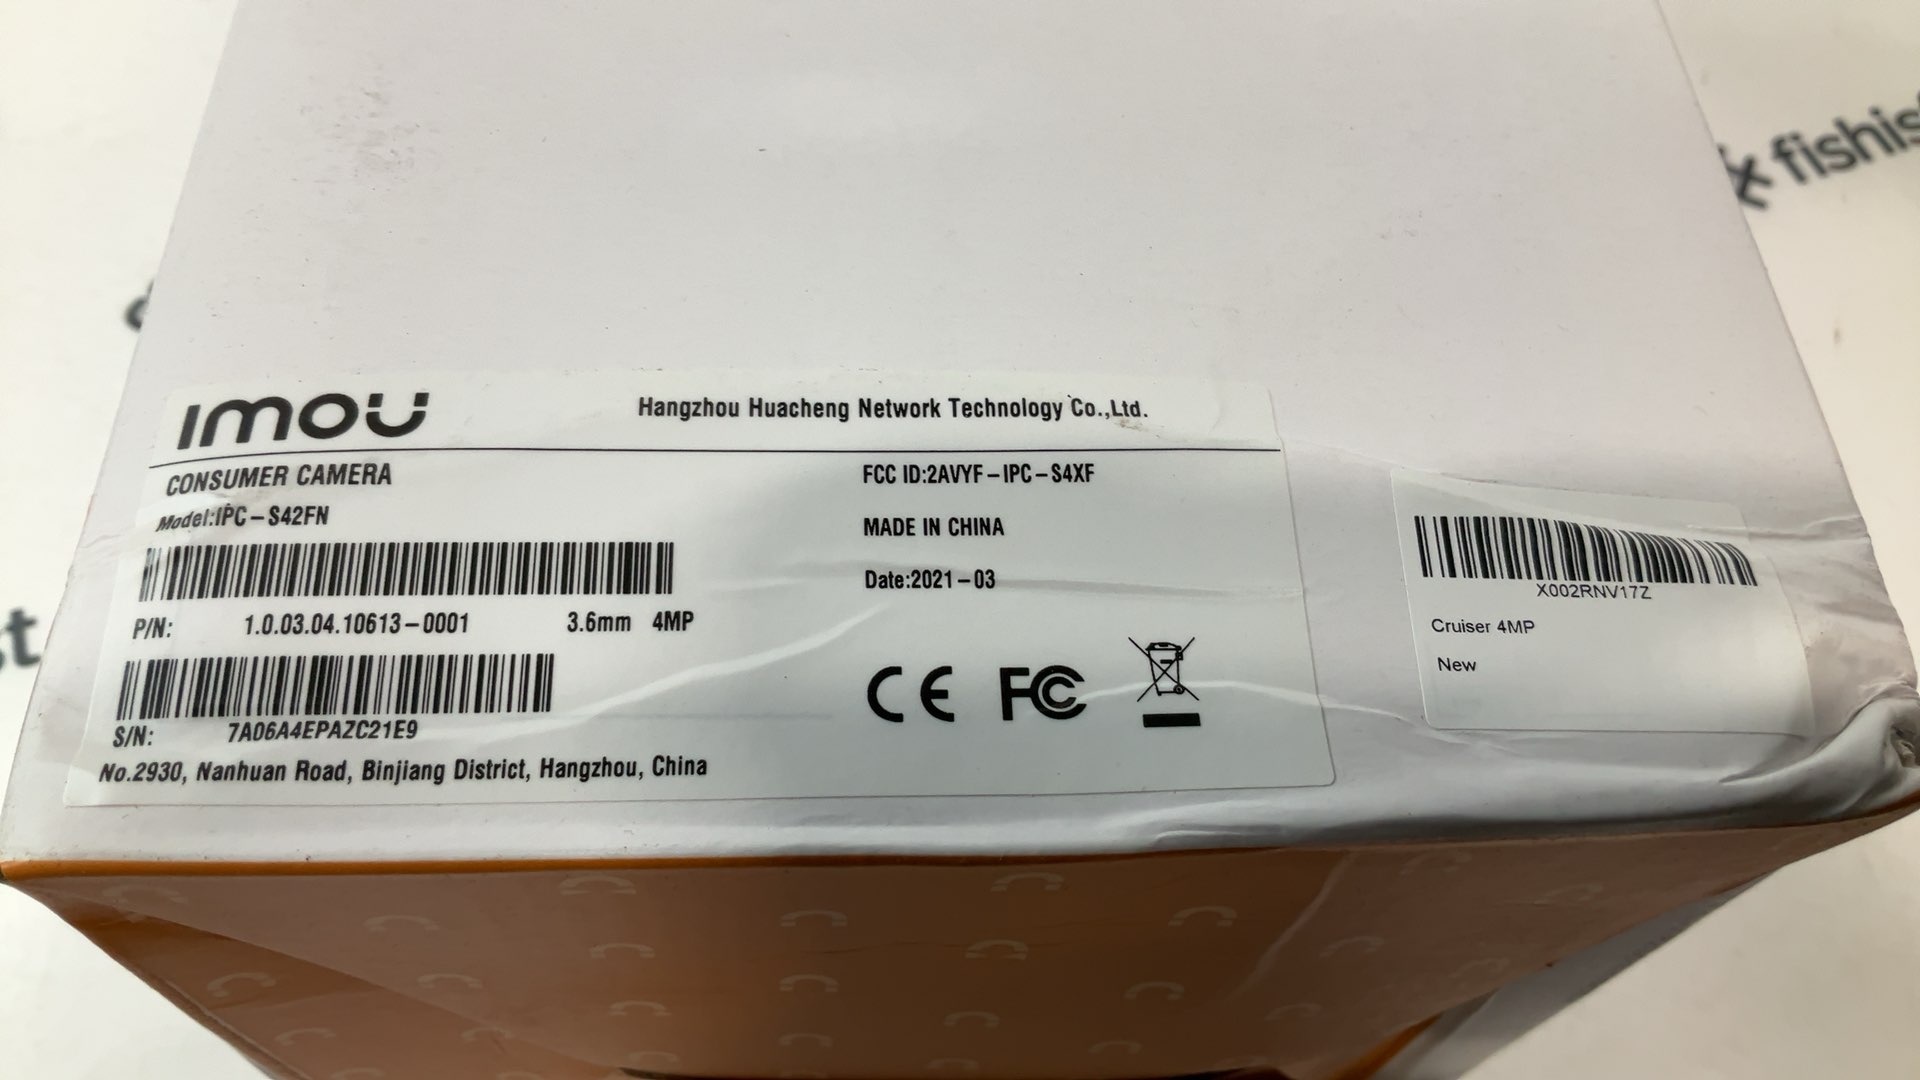 fishis
imou
Hangzhou Huacheng Network Technology Co.,Ltd.
CONSUMER CAMERA
Model:IPC-S42FN
P/N: 1.0.03.04.10613-0001 3.6mm 4MP
S/N: 7A06A4EPAZC21E9
No.2930, Nanhuan Road, Binjiang District, Hangzhou, China
FCC ID:2AVYF-IPC-S4XF
MADE IN CHINA
Date:2021-03
CE FC
X002RNV17Z
Cruiser 4MP
New
st